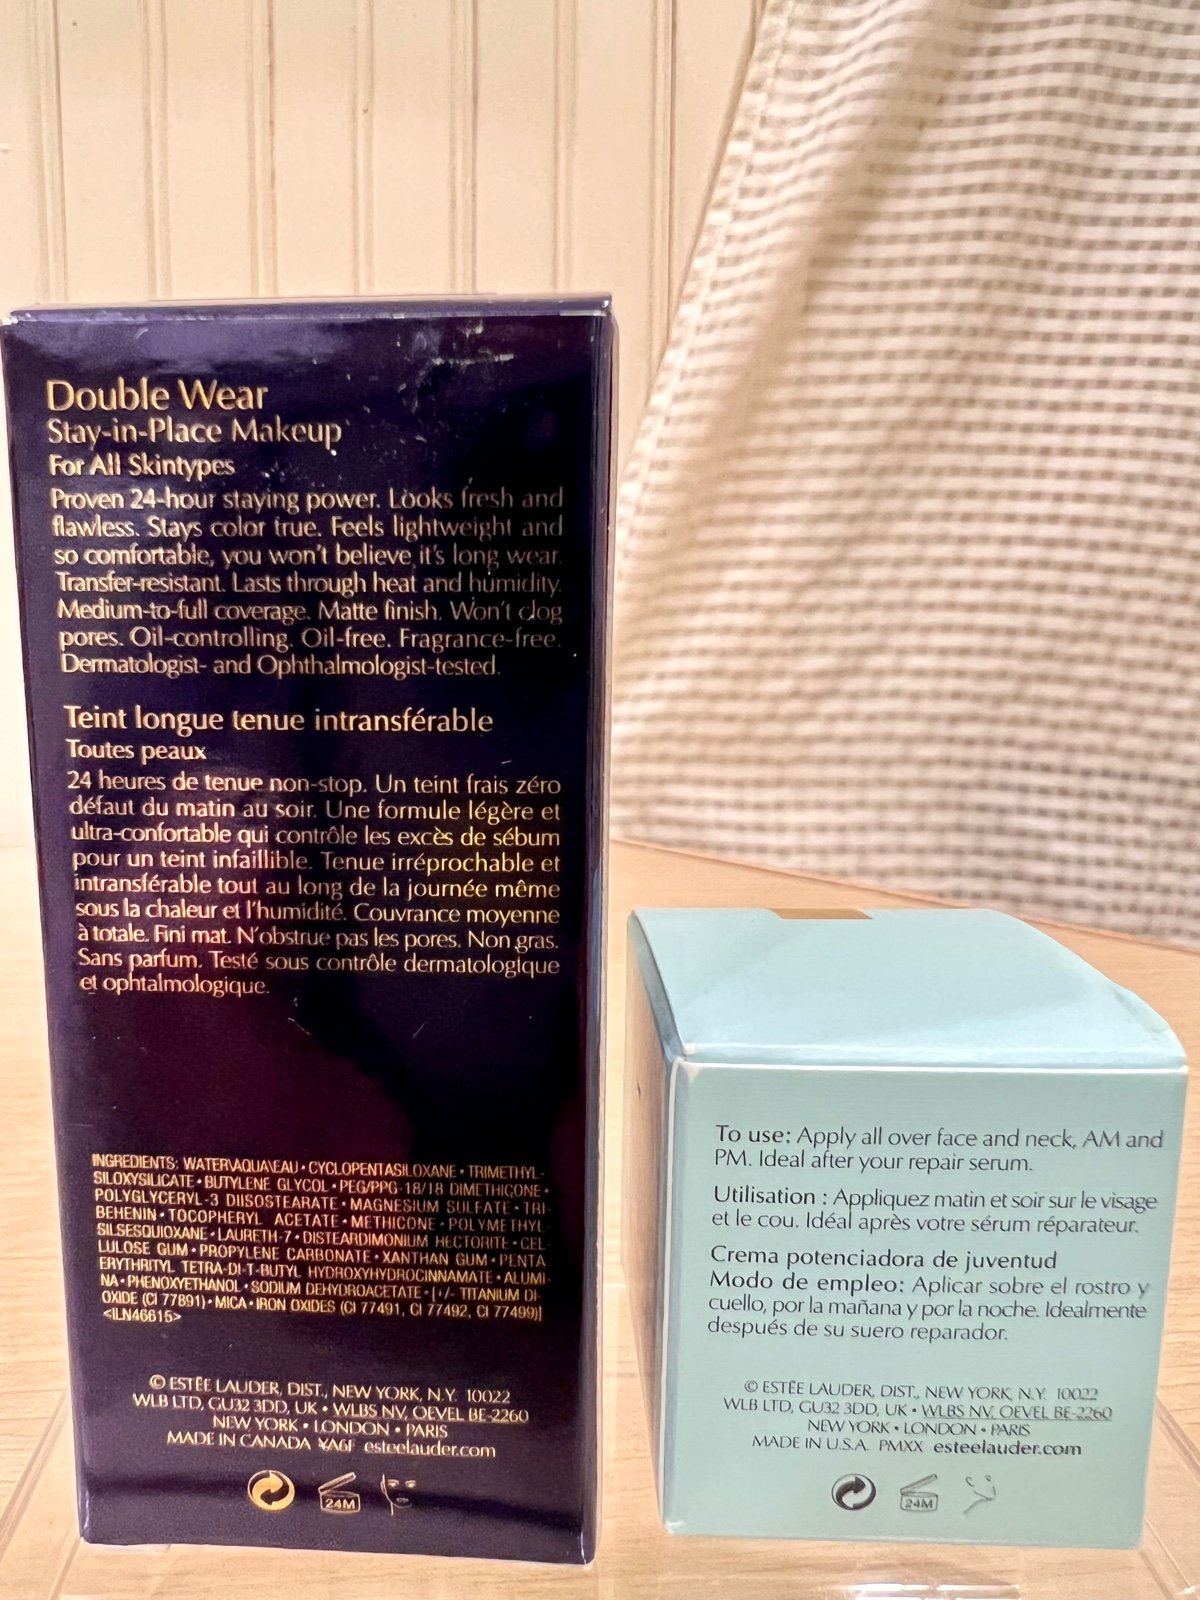 Double Wear
Stay-in-Place Makeup
For All Skintypes
Proven 24-hour staying power. Looks fresh and
flawless. Stays color true. Feels lightweight and
so comfortable, you won't believe it's long wear.
Transfer-resistant. Lasts through heat and humidity.
Medium-to-full coverage. Matte finish. Won't clog
pores. Oil-controlling. Oil-free. Fragrance-free.
Dermatologist- and Ophthalmologist-tested.
Teint longue tenue intransférable
Toutes peaux
24 heures de tenue non-stop. Un teint frais zéro
défaut du matin au soir. Une formule légère et
ultra-confortable qui contrôle les excès de sébum
pour un teint infaillible. Tenue irréprochable et
intransférable tout au long de la journée même
sous la chaleur et l'humidité. Couvrance moyenne
à totale. Fini mat. N'obstrue pas les pores. Non gras.
Sans parfum. Testé sous contrôle dermatologique
et ophtalmologique.
INGREDIENTS: WATER\AQUA\EAU • CYCLOPENTASILOXANE • TRIMETHYL-
SILOXYSILICATE • BUTYLENE GLYCOL • PEG/PPG-18/18 DIMETHICONE •
POLYGLYCERYL-3 DIISOSTEARATE • MAGNESIUM SULFATE • TRI-
BEHENIN • TOCOPHERYL ACETATE • METHICONE • POLYMETHYL-
SILSESQUIOXANE • LAURETH-7 • DISTEARDIMONIUM HECTORITE • CEL-
LULOSE GUM • PROPYLENE CARBONATE • XANTHAN GUM • PENTA
ERYTHRITYL TETRA-DI-T-BUTYL HYDROXYHYDROCINNAMATE • ALUMI-
NA • PHENOXYETHANOL • SODIUM DEHYDROACETATE • [+/- TITANIUM DI-
OXIDE (CI 77891) • MICA • IRON OXIDES (CI 77491, CI 77492, CI 77499)]
<ILN46615>
© ESTĒE LAUDER, DIST., NEW YORK, N.Y. 10022
WLB LTD, GU32 3DD, UK • WLBS NV, OEVEL BE-2260
NEW YORK • LONDON • PARIS
MADE IN CANADA YA6F esteelauder.com
24M
To use: Apply all over face and neck, AM and
PM. Ideal after your repair serum.
Utilisation : Appliquez matin et soir sur le visage
et le cou. Idéal après votre sérum réparateur.
Crema potenciadora de juventud
Modo de empleo: Aplicar sobre el rostro y
cuello, por la mañana y por la noche. Idealmente
después de su suero reparador.
© ESTĒE LAUDER, DIST., NEW YORK, N.Y. 10022
WLB LTD, GU32 3DD, UK • WLBS NV, OEVEL BE-2260
NEW YORK • LONDON • PARIS
MADE IN U.S.A. PMXX esteelauder.com
24M